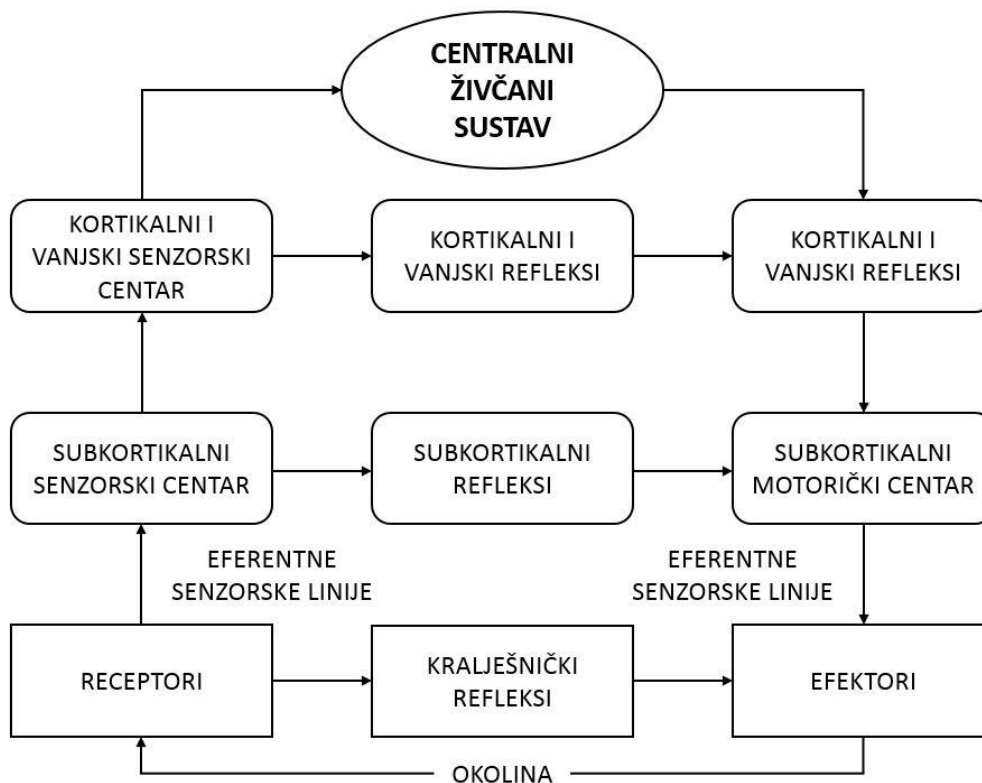 CENTRALNI
ŽIVČANI
SUSTAV
KORTIKALNI I
VANJSKI SENZORSKI
CENTAR
KORTIKALNI I
VANJSKI REFLEKSI
KORTIKALNI I
VANJSKI REFLEKSI
SUBKORTIKALNI
SENZORSKI CENTAR
SUBKORTIKALNI
REFLEKSI
SUBKORTIKALNI
MOTORIČKI CENTAR
EFERENTNE
SENZORSKE LINIJE
EFERENTNE
SENZORSKE LINIJE
RECEPTORI
KRALJEŠNIČKI
REFLEKSI
EFEKTORI
OKOLINA